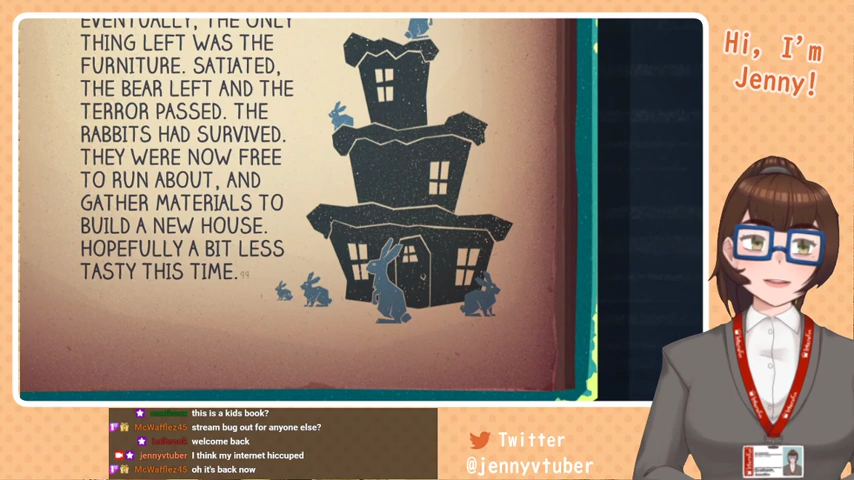 EVENTUALLY, THE ONLY
THING LEFT WAS THE
FURNITURE. SATIATED,
THE BEAR LEFT AND THE
TERROR PASSED. THE
RABBITS HAD SURVIVED.
THEY WERE NOW FREE
TO RUN ABOUT, AND
GATHER MATERIALS TO
BUILD A NEW HOUSE.
HOPEFULLY A BIT LESS
TASTY THIS TIME.
Hi, I'm
Jenny!
this is a kids book?
McWafflez45 stream bug out for anyone else?
welcome back
jennyvtuber I think my internet hiccuped
McWafflez45 oh it's back now
Twitter
@jennyvtuber